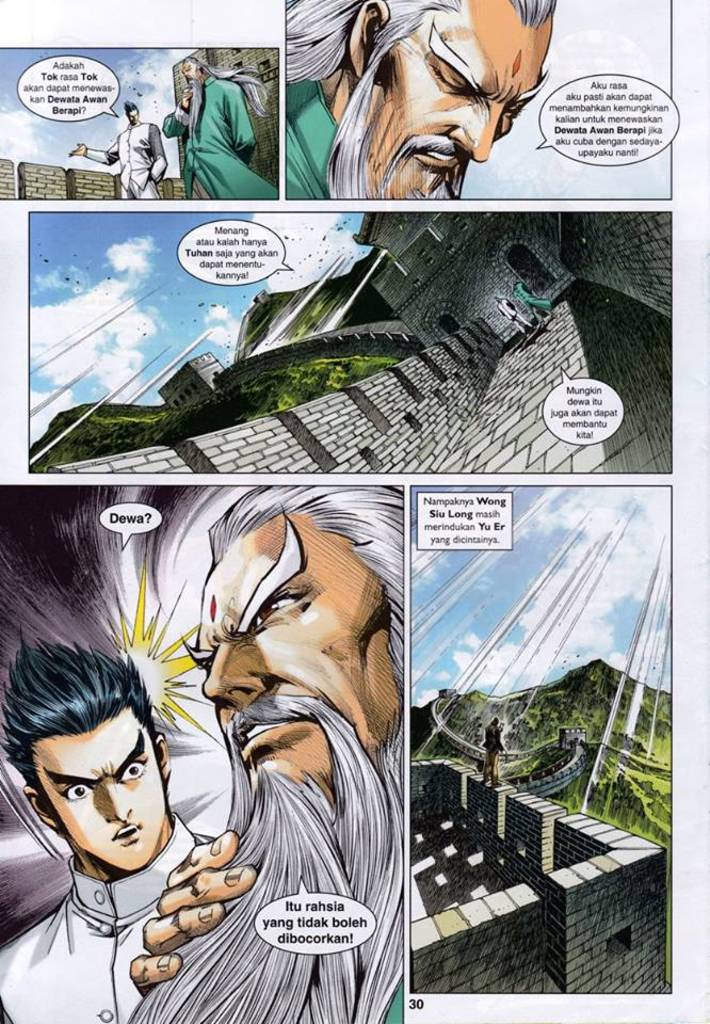 Adakah
Tok rasa Tok
akan dapat menewas-
kan Dewata Awan
Berapi?
Aku rasa
aku pasti akan dapat
menambahkan kemungkinan
kalian untuk menewaskan
Dewata Awan Berapi jika
aku cuba dengan sedaya-
upayaku nanti!
Menang
atau kalah hanya
Tuhan saja yang akan
dapat menentu-
kannya!
Mungkin
dewa itu
juga akan dapat
membantu
kita!
Dewa?
Itu rahsia
yang tidak boleh
dibocorkan!
Nampaknya Wong
Siu Long masih
merindukan Yu Er
yang dicintainya.
30